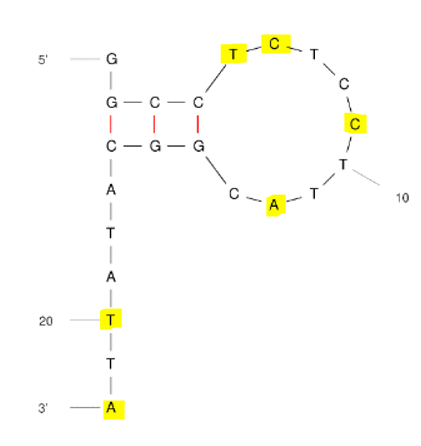 5' G T C T
G C C C
C
C G G T
A C A T 10
T
A
20 T
T
3' A